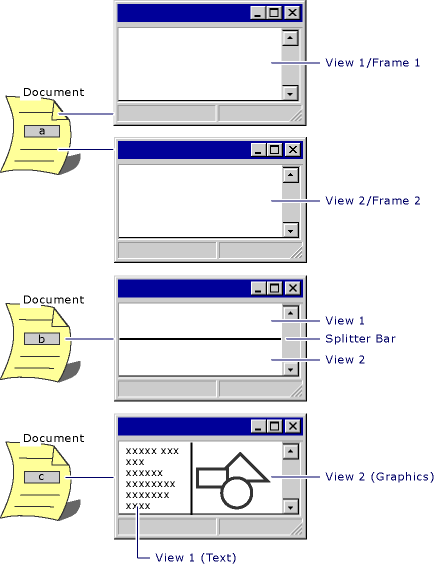 View 1/Frame 1
Document
a
View 2/Frame 2
Document
b
View 1
Splitter Bar
View 2
Document
c
xxxxx xxx
xxx
xxxxxx
xxxxxxxx
xxxxxxx
xxxx
View 2 (Graphics)
View 1 (Text)